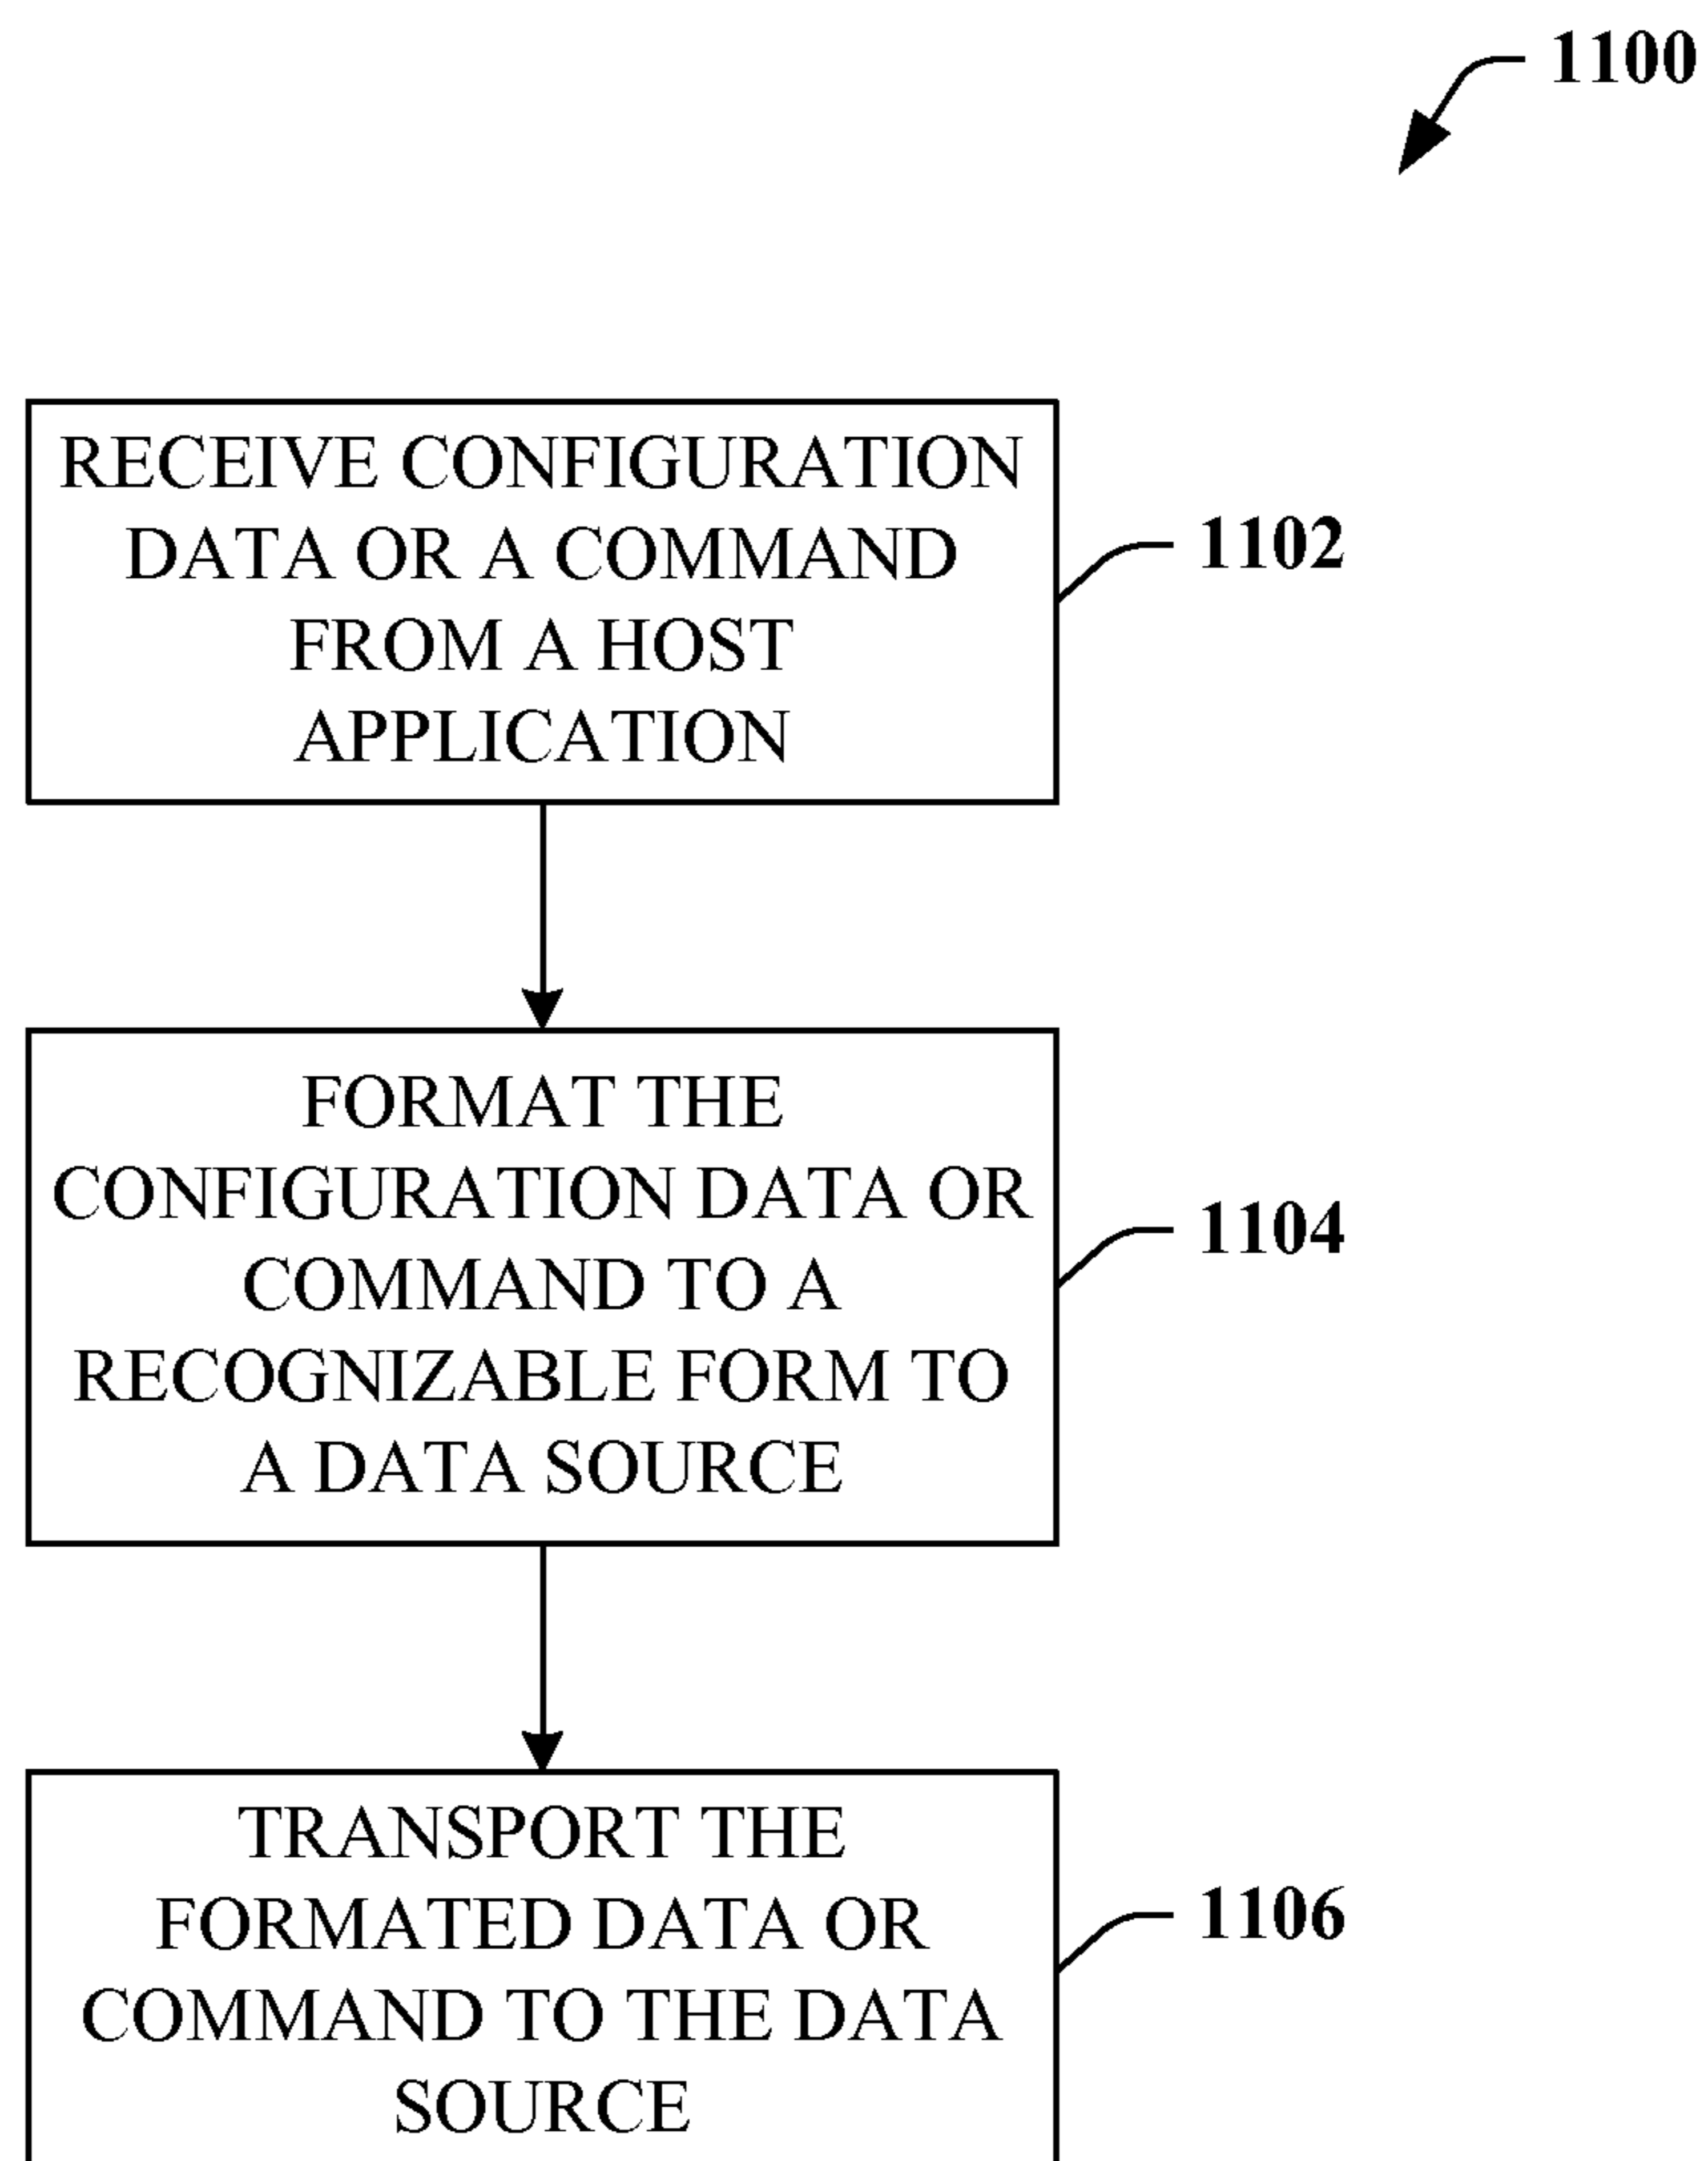 1100
RECEIVE CONFIGURATION
DATA OR A COMMAND
FROM A HOST
APPLICATION
1102
FORMAT THE
CONFIGURATION DATA OR
COMMAND TO A
RECOGNIZABLE FORM TO
A DATA SOURCE
1104
TRANSPORT THE
FORMATED DATA OR
COMMAND TO THE DATA
SOURCE
1106